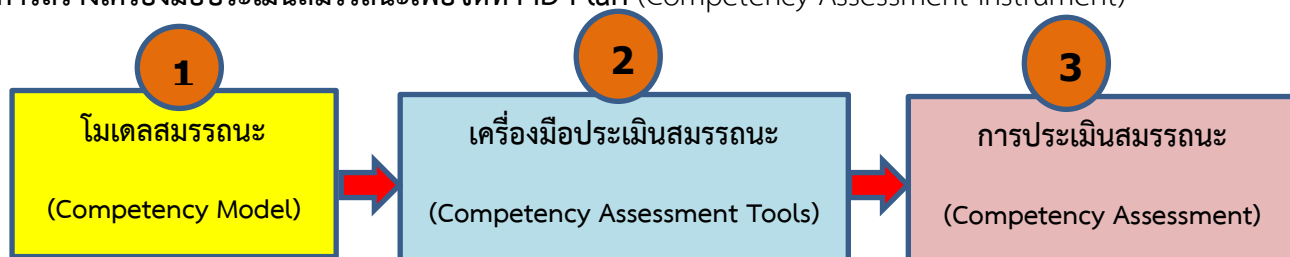 (Competency Assessment Instrument)
1
2
3
โมเดลสมรรถนะ
(Competency Model)
เครื่องมือประเมินสมรรถนะ
(Competency Assessment Tools)
การประเมินสมรรถนะ
(Competency Assessment)